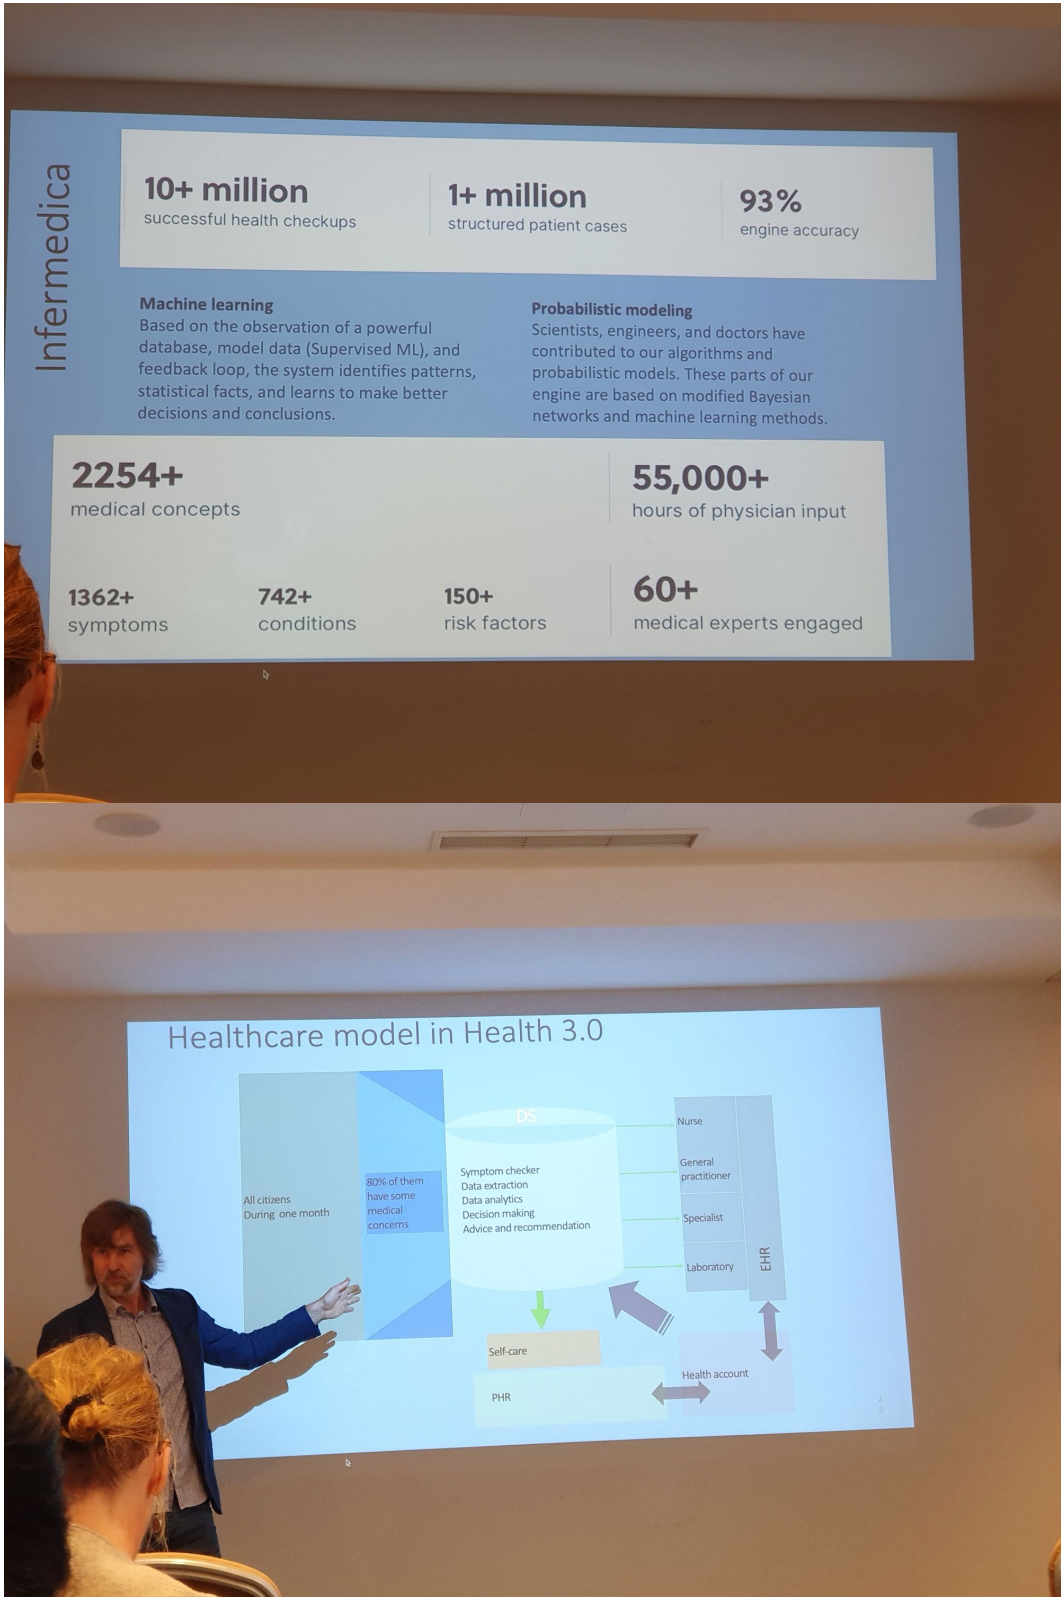 Infermedica
10+ million
successful health checkups
1+ million
structured patient cases
93%
engine accuracy
Machine learning
Based on the observation of a powerful
database, model data (Supervised ML), and
feedback loop, the system identifies patterns,
statistical facts, and learns to make better
decisions and conclusions.
Probabilistic modeling
Scientists, engineers, and doctors have
contributed to our algorithms and
probabilistic models. These parts of our
engine are based on modified Bayesian
networks and machine learning methods.
2254+
medical concepts
55,000+
hours of physician input
1362+
symptoms
742+
conditions
150+
risk factors
60+
medical experts engaged
Healthcare model in Health 3.0
All citizens
During one month
80% of them
have some
medical
concerns
DS
Symptom checker
Data extraction
Data analytics
Decision making
Advice and recommendation
Nurse
General
practitioner
Specialist
Laboratory
EHR
Self-care
PHR
Health account